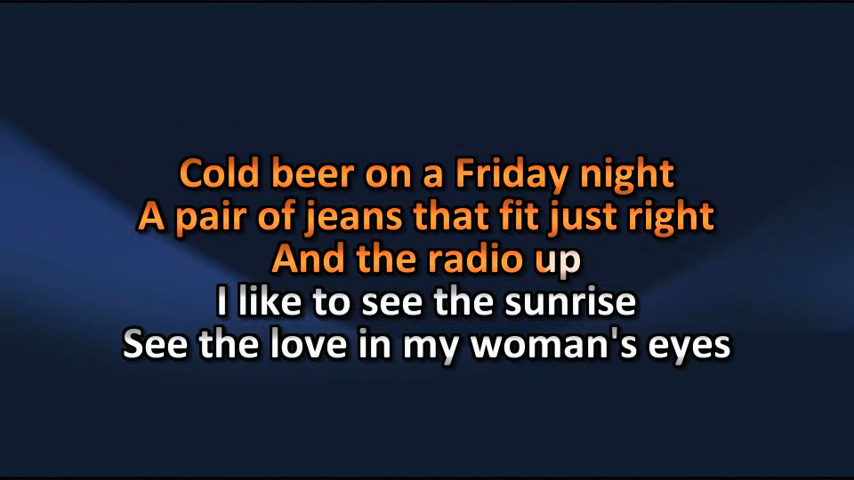 Cold beer on a Friday night
A pair of jeans that fit just right
And the radio up
I like to see the sunrise
See the love in my woman's eyes